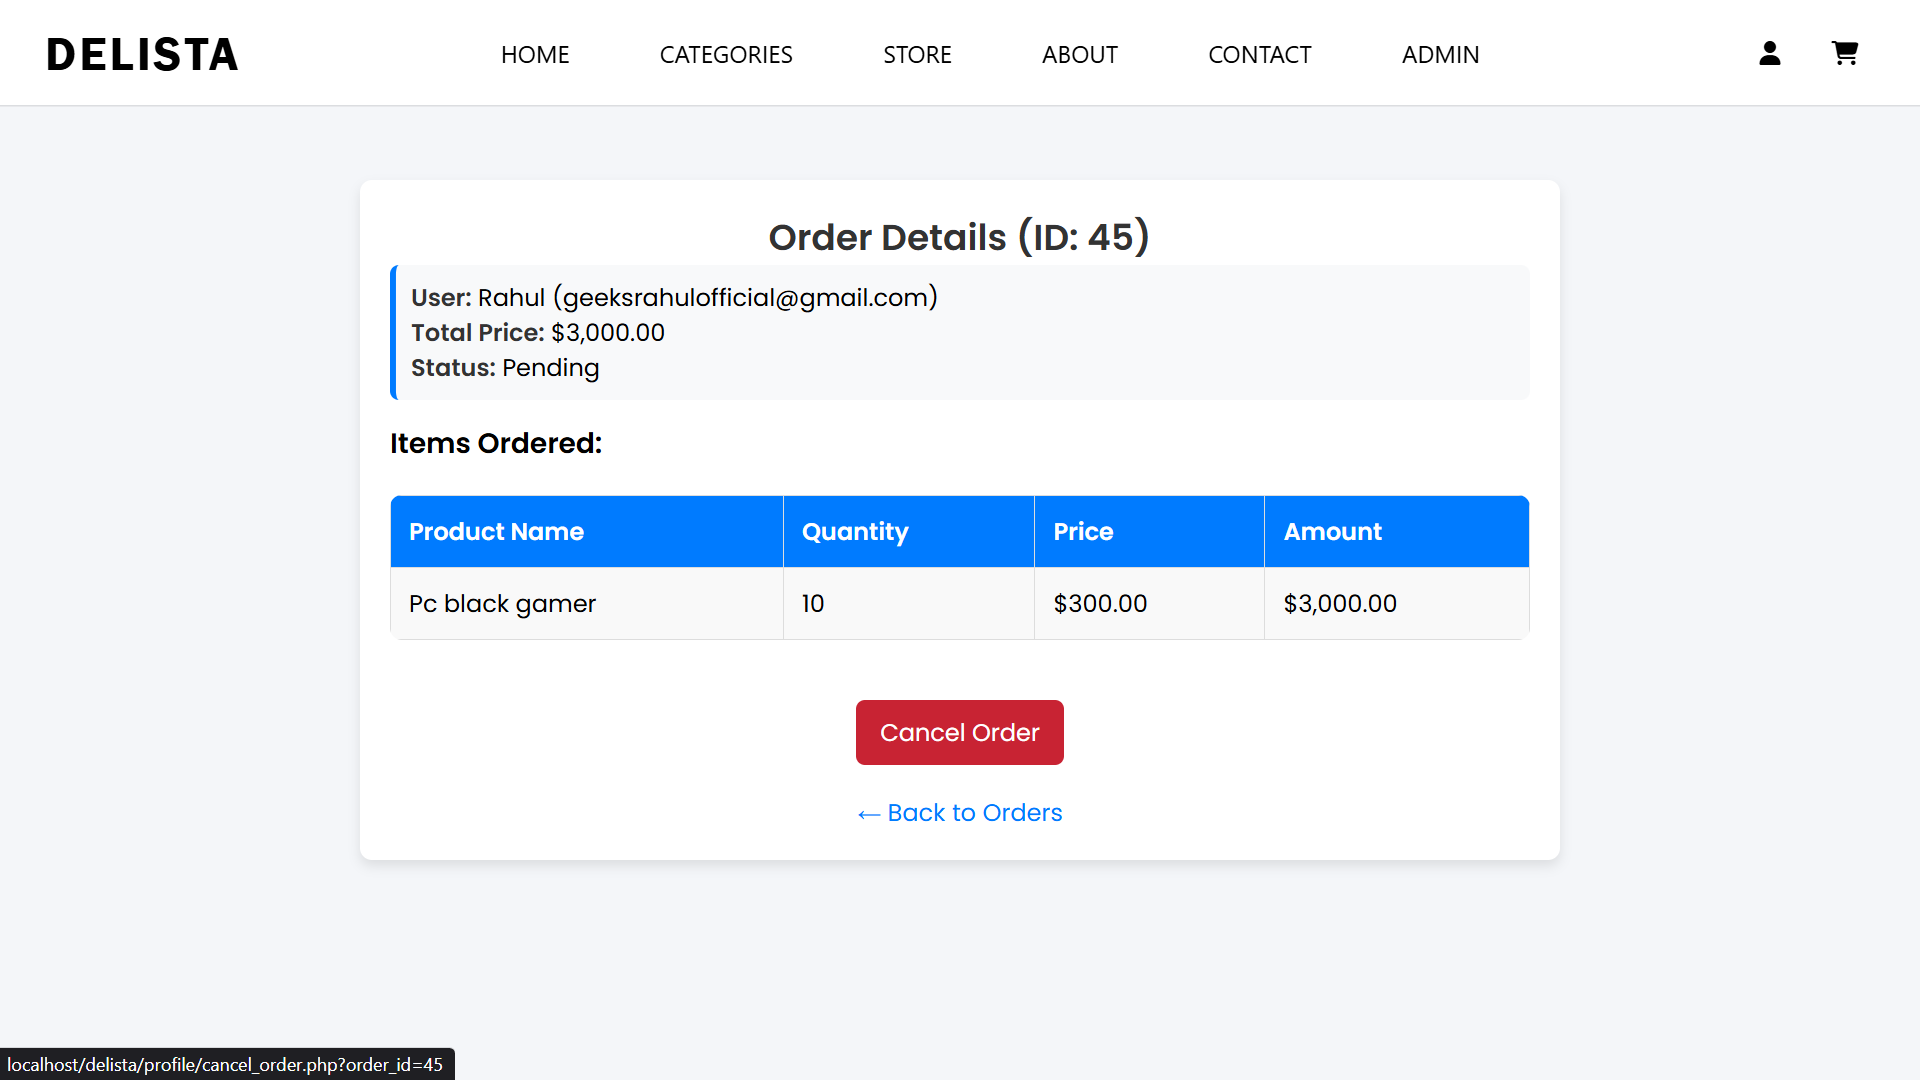 DELISTA
HOME CATEGORIES STORE ABOUT CONTACT ADMIN
Order Details (ID: 45)
User: Rahul (geeksrahulofficial@gmail.com)
Total Price: $3,000.00
Status: Pending
Items Ordered:
Product Name Quantity Price Amount
Pc black gamer 10 $300.00 $3,000.00
Cancel Order
← Back to Orders
localhost/delista/profile/cancel_order.php?order_id=45